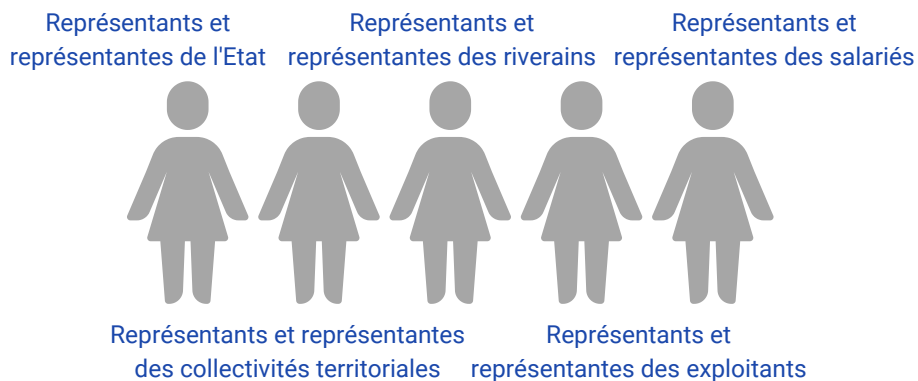 Représentants et
représentantes de l'Etat
Représentants et
représentantes des riverains
Représentants et
représentantes des salariés
Représentants et représentantes
des collectivités territoriales
Représentants et
représentantes des exploitants